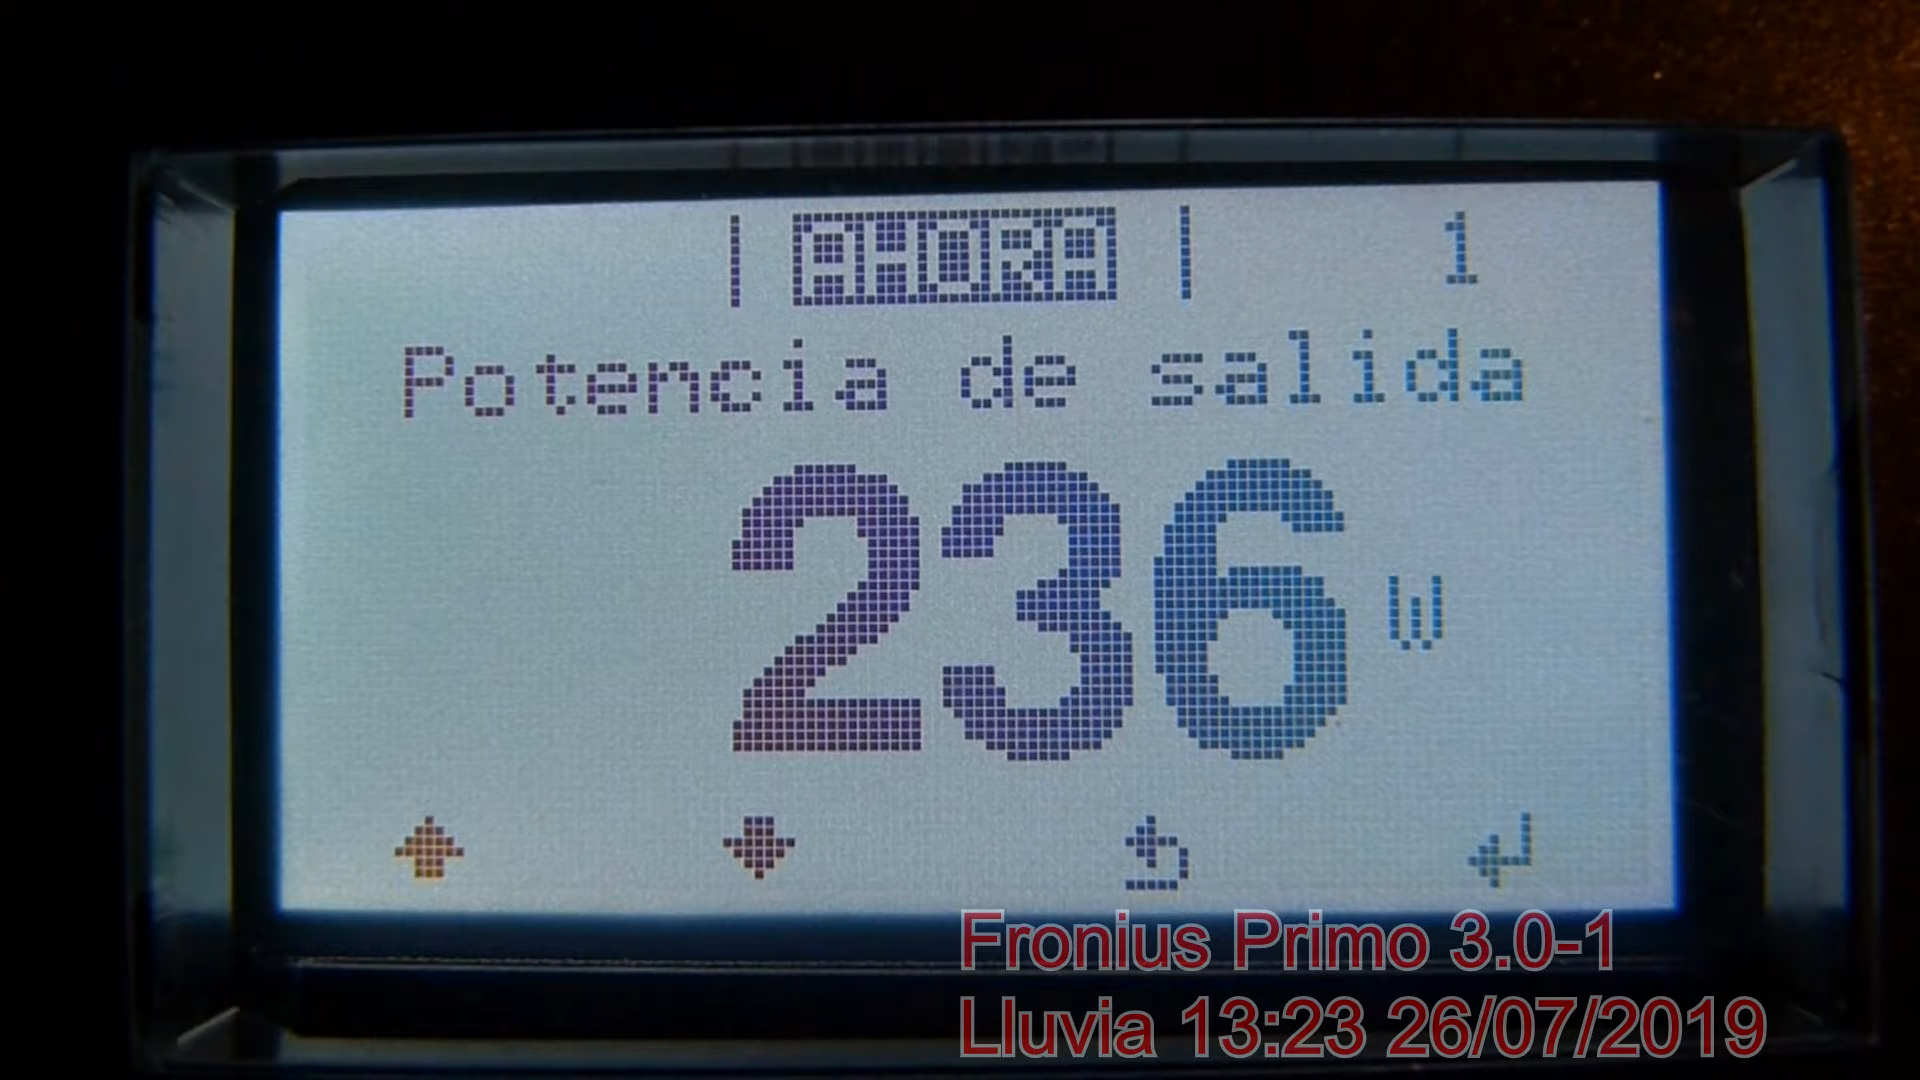 | AHORA | 1
Potencia de salida
236 W
Fronius Primo 3.0-1
Lluvia 13:23 26/07/2019